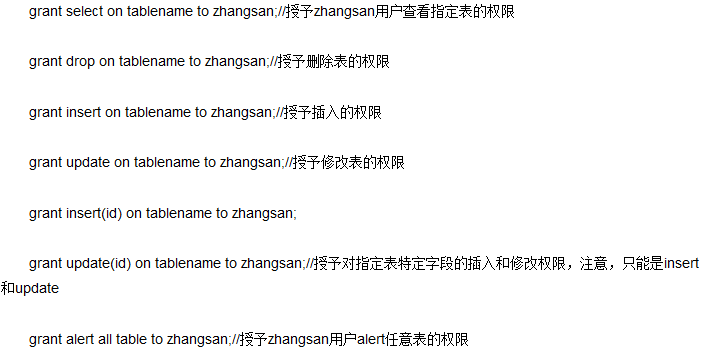 grant select on tablename to zhangsan;//授予zhangsan用户查看指定表的权限
grant drop on tablename to zhangsan;//授予删除表的权限
grant insert on tablename to zhangsan;//授予插入的权限
grant update on tablename to zhangsan;//授予修改表的权限
grant insert(id) on tablename to zhangsan;
grant update(id) on tablename to zhangsan;//授予对指定表特定字段的插入和修改权限，注意，只能是insert
和update
grant alert all table to zhangsan;//授予zhangsan用户alert任意表的权限